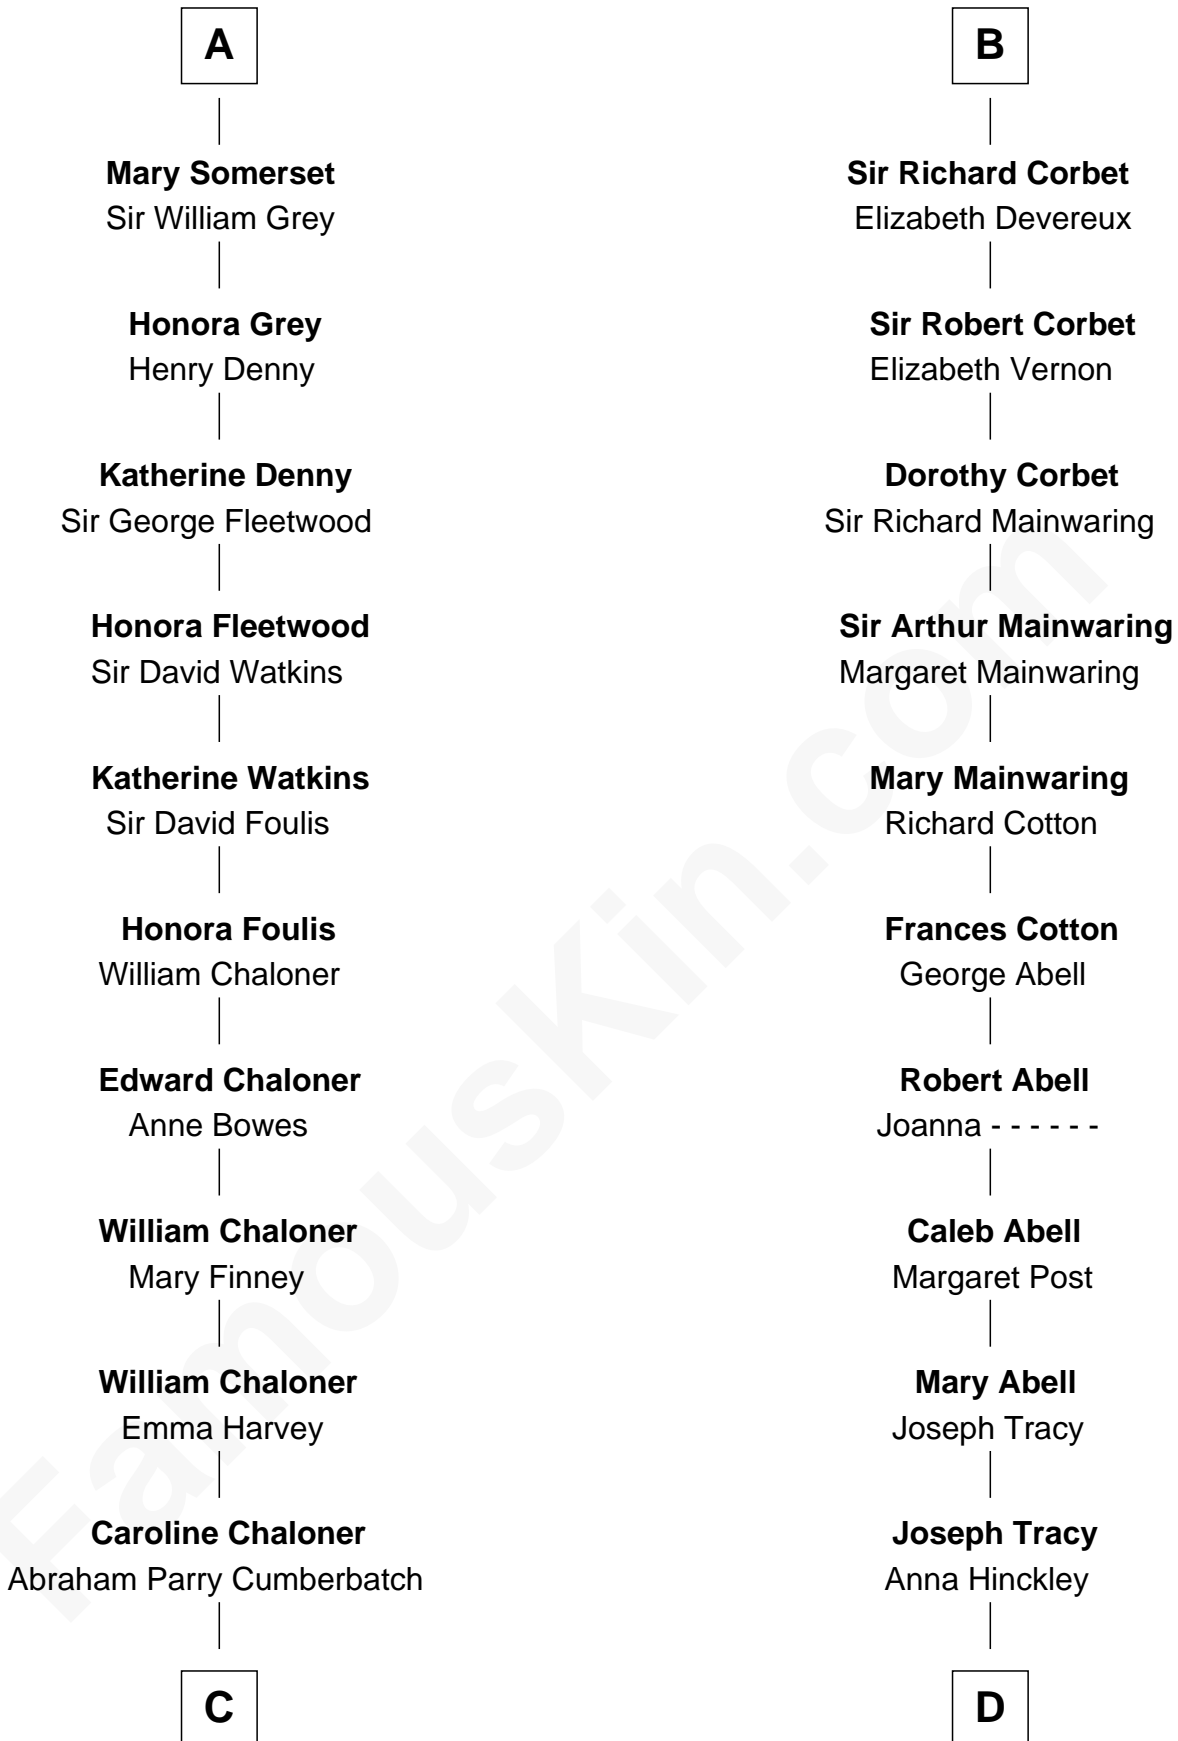 A
Mary Somerset
Sir William Grey
Honora Grey
Henry Denny
Katherine Denny
Sir George Fleetwood
Honora Fleetwood
Sir David Watkins
Katherine Watkins
Sir David Foulis
Honora Foulis
William Chaloner
Edward Chaloner
Anne Bowes
William Chaloner
Mary Finney
William Chaloner
Emma Harvey
Caroline Chaloner
Abraham Parry Cumberbatch
C
B
Sir Richard Corbet
Elizabeth Devereux
Sir Robert Corbet
Elizabeth Vernon
Dorothy Corbet
Sir Richard Mainwaring
Sir Arthur Mainwaring
Margaret Mainwaring
Mary Mainwaring
Richard Cotton
Frances Cotton
George Abell
Robert Abell
Joanna - - - - - -
Caleb Abell
Margaret Post
Mary Abell
Joseph Tracy
Joseph Tracy
Anna Hinckley
D
FamousKin.com